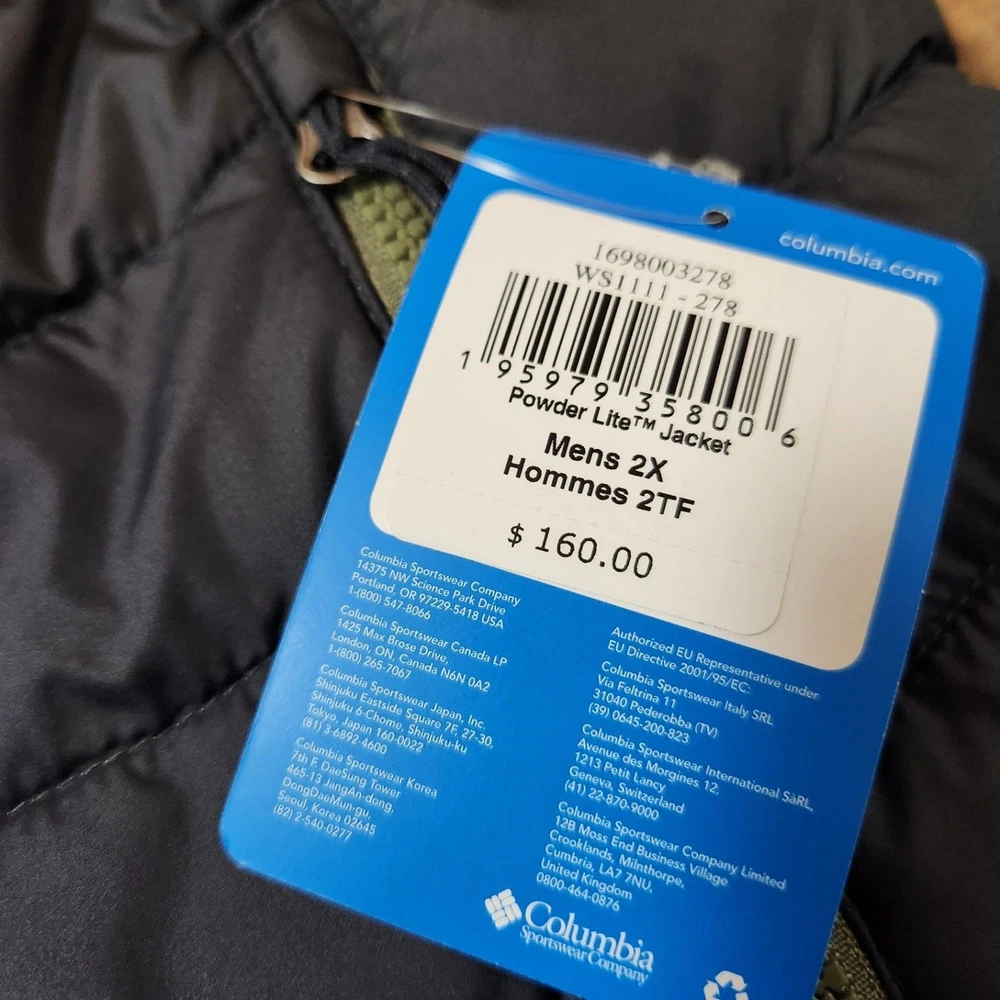 columbia.com
1698003278
WS1111 - 278
1 95979 35800 6
Powder Lite™ Jacket
Mens 2X
Hommes 2TF
$ 160.00
Columbia Sportswear Company
14375 NW Science Park Drive
Portland, OR 97229-5418 USA
1-(800) 547-8066
Columbia Sportswear Canada LP
1425 Max Brose Drive,
London, ON, Canada N6N 0A2
1-(800) 265-7067
Columbia Sportswear Japan, Inc.
Shinjuku Eastside Square 7F, 27-30,
Shinjuku 6-Chome, Shinjuku-ku
Tokyo, Japan 160-0022
(81) 3-6892-4600
Columbia Sportswear Korea
7th F. DaeSung Tower
465-13 JangAn-dong,
DongDaeMun-gu,
Seoul, Korea 02645
(82) 2-540-0277
Authorized EU Representative under
EU Directive 2001/95/EC:
Columbia Sportswear Italy SRL
Via Feltrina 11
31040 Pederobba (TV)
(39) 0645-200-823
Columbia Sportswear International SàRL
Avenue des Morgines 12,
1213 Petit Lancy
Geneva, Switzerland
(41) 22-870-9000
Columbia Sportswear Company Limited
12B Moss End Business Village
Crooklands, Milnthorpe,
Cumbria, LA7 7NU,
United Kingdom
0800-464-0876
Columbia
Sportswear Company